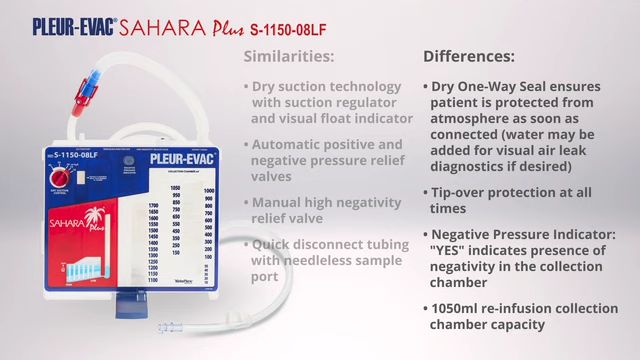 PLEUR-EVAC® SAHARA Plus S-1150-08LF
Similarities:
• Dry suction technology
with suction regulator
and visual float indicator
• Automatic positive and
negative pressure relief
valves
• Manual high negativity
relief valve
• Quick disconnect tubing
with needleless sample
port
Differences:
• Dry One-Way Seal ensures
patient is protected from
atmosphere as soon as
connected (water may be
added for visual air leak
diagnostics if desired)
• Tip-over protection at all
times
• Negative Pressure Indicator:
"YES" indicates presence of
negativity in the collection
chamber
• 1050ml re-infusion collection
chamber capacity
S-1150-08LF
PLEUR-EVAC
SAHARA
Plus